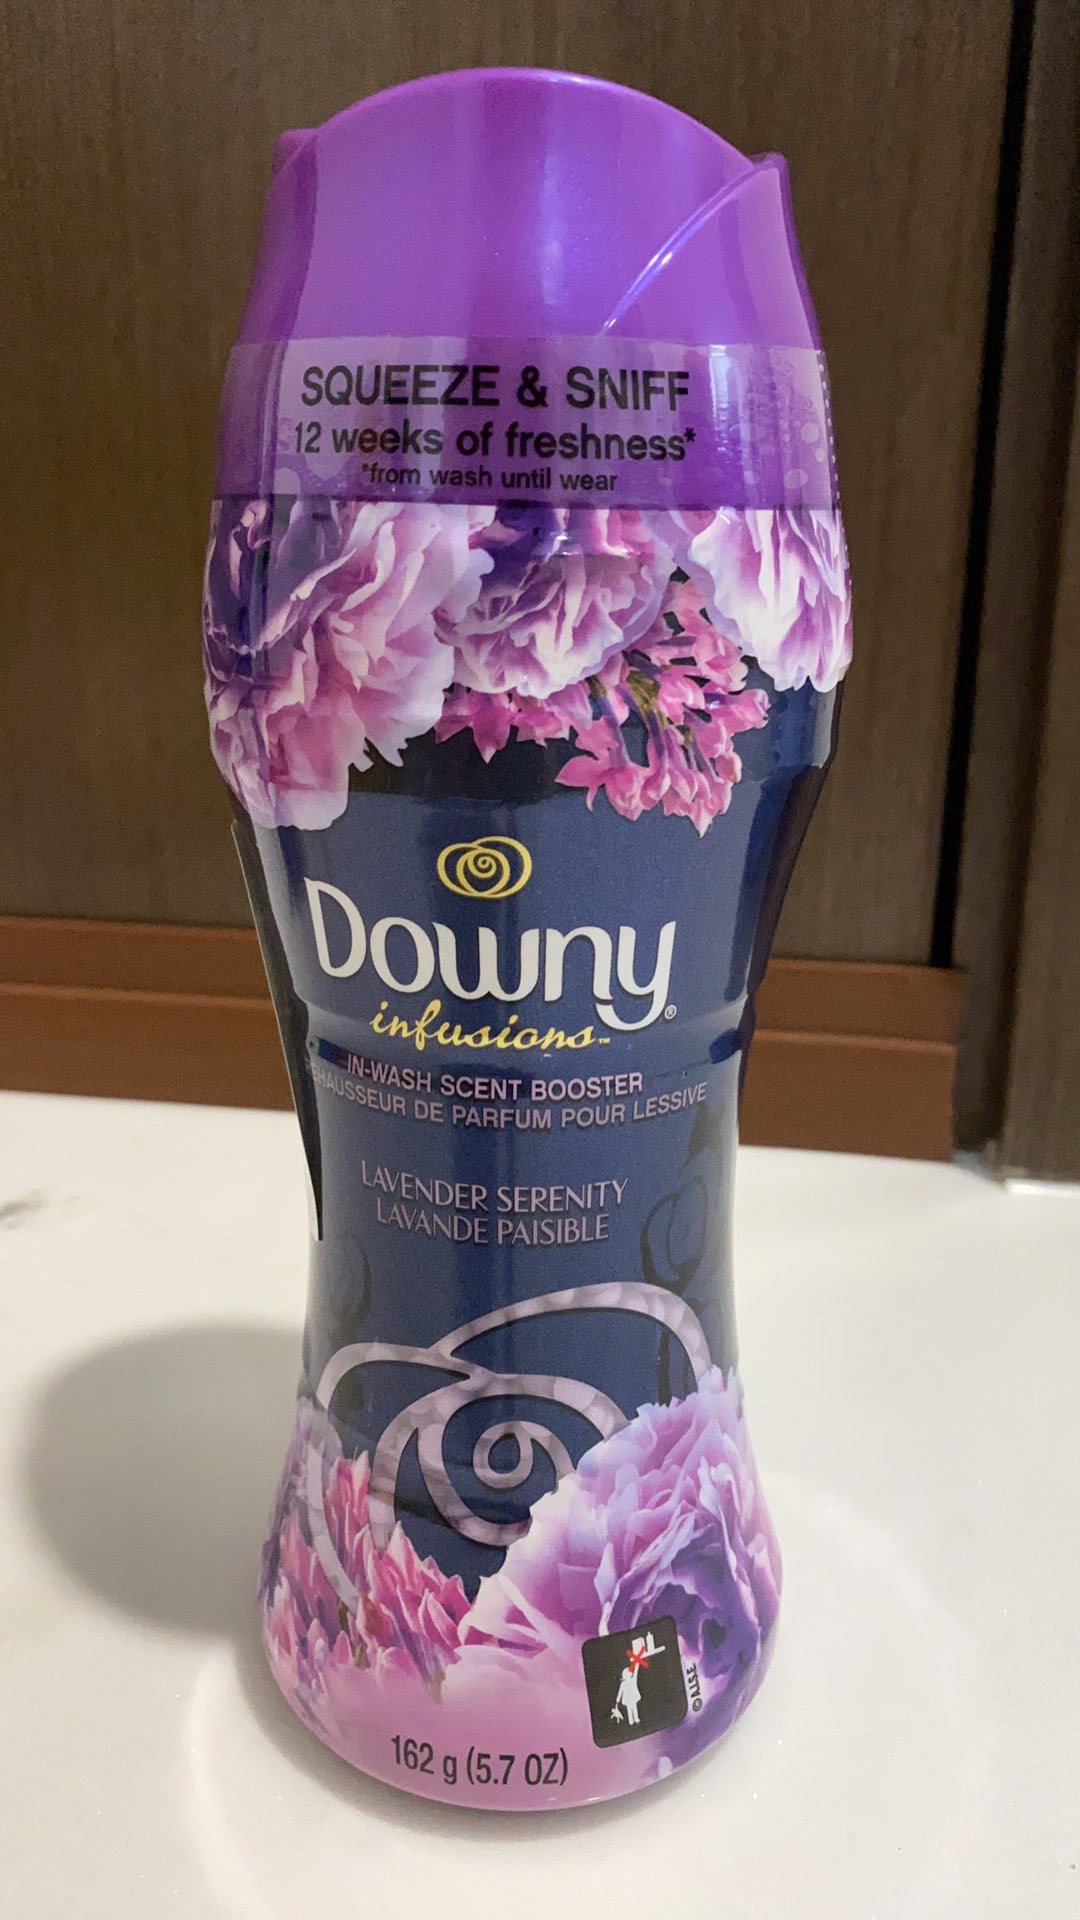 SQUEEZE & SNIFF
12 weeks of freshness*
*from wash until wear
Downy®
infusions™
IN-WASH SCENT BOOSTER
REHAUSSEUR DE PARFUM POUR LESSIVE
LAVENDER SERENITY
LAVANDE PAISIBLE
©A.I.S.E.
162 g (5.7 OZ)